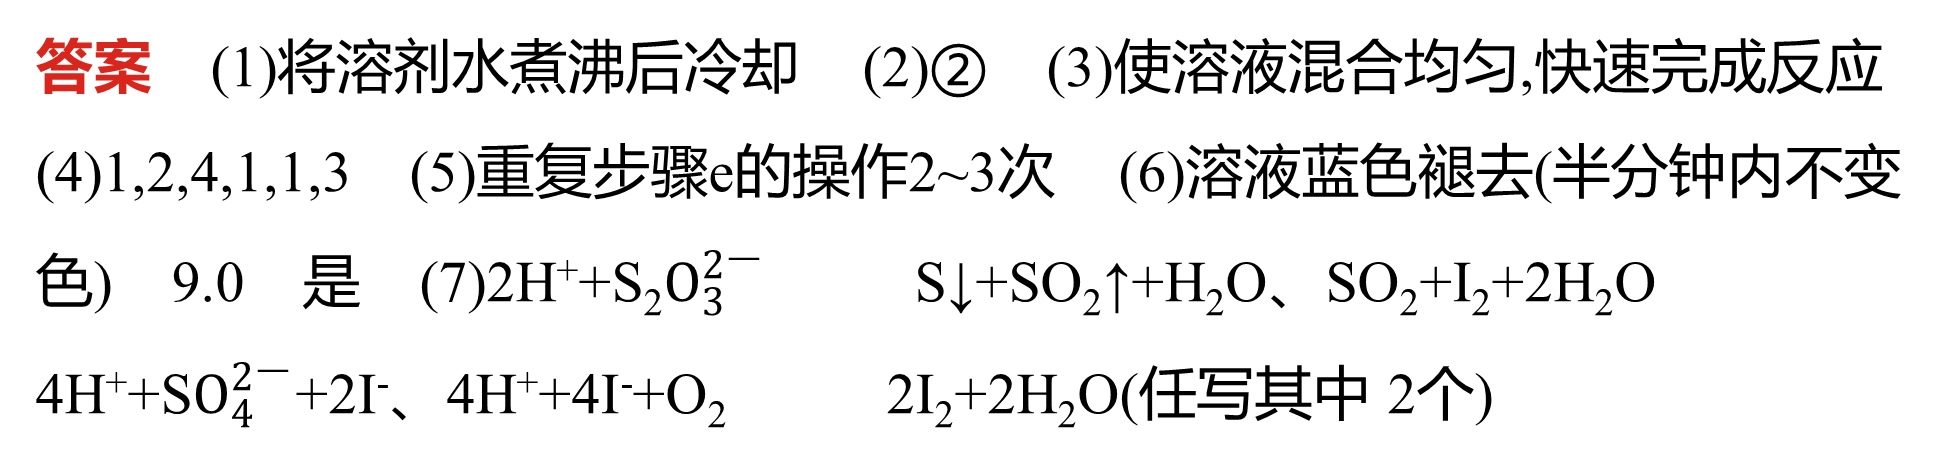 答案 (1)将溶剂水煮沸后冷却 (2)② (3)使溶液混合均匀,快速完成反应
(4)1,2,4,1,1,3 (5)重复步骤e的操作2~3次 (6)溶液蓝色褪去(半分钟内不变
色) 9.0 是 (7)2H⁺+S₂O₃²⁻ S↓+SO₂↑+H₂O、SO₂+I₂+2H₂O
4H⁺+SO₄²⁻+2I⁻、4H⁺+4I⁻+O₂ 2I₂+2H₂O(任写其中 2个)